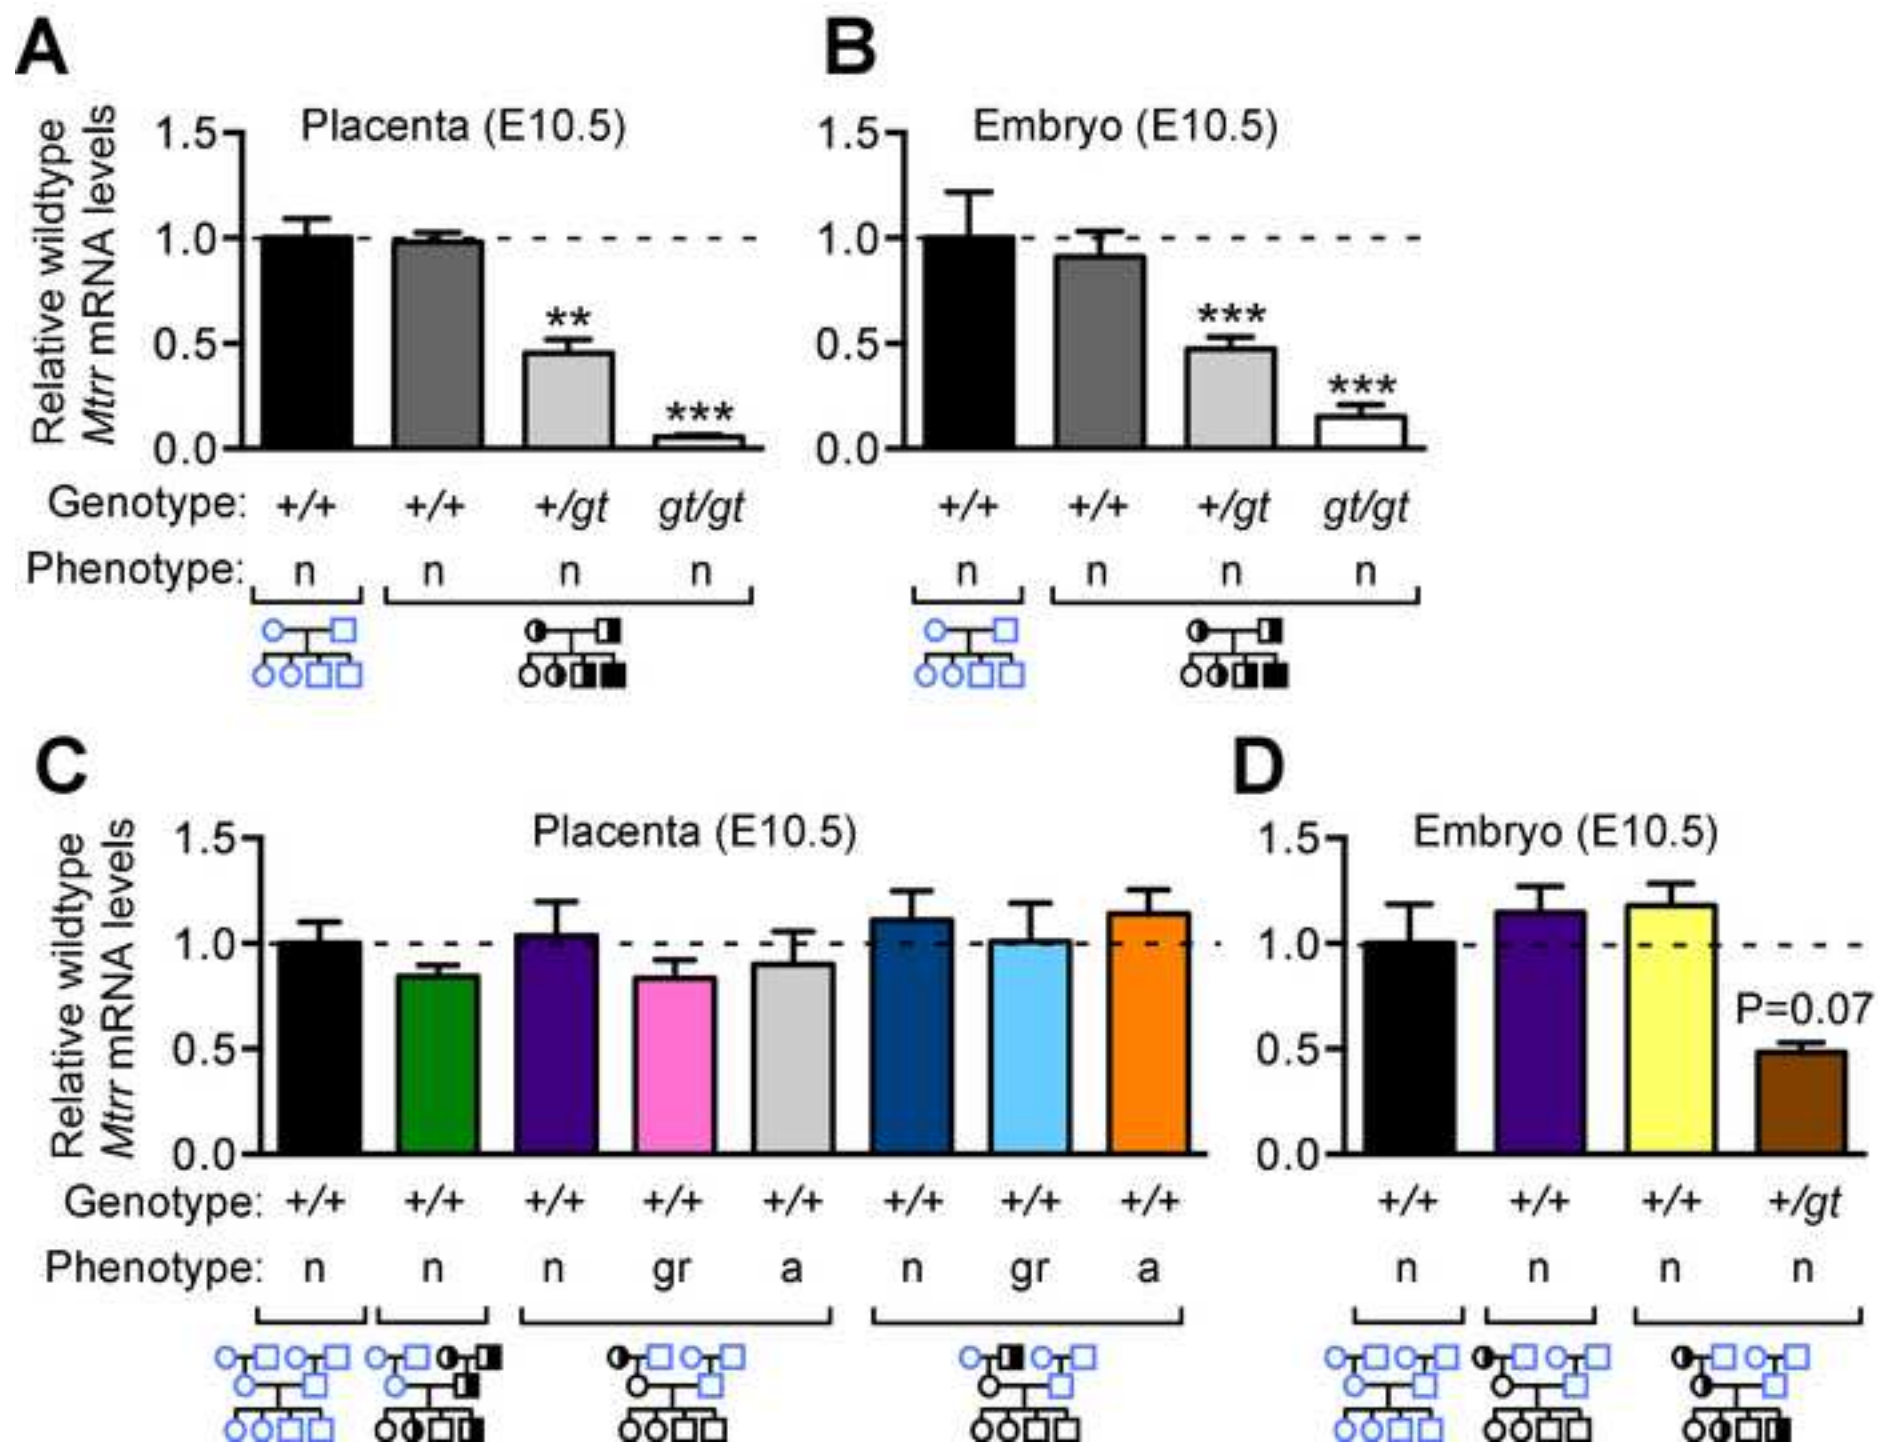 A
B
Relative wildtype
Mtrr mRNA levels
Placenta (E10.5)
1.5
1.0
0.5
0.0
**
***
Embryo (E10.5)
1.5
1.0
0.5
0.0
***
***
Genotype: +/+ +/+ +/gt gt/gt +/+ +/+ +/gt gt/gt
Phenotype: n n n n n n n n
C
D
Relative wildtype
Mtrr mRNA levels
Placenta (E10.5)
1.5
1.0
0.5
0.0
Embryo (E10.5)
1.5
1.0
0.5
0.0
P=0.07
Genotype: +/+ +/+ +/+ +/+ +/+ +/+ +/+ +/+ +/+ +/+ +/+ +/gt
Phenotype: n n n gr a n gr a n n n n